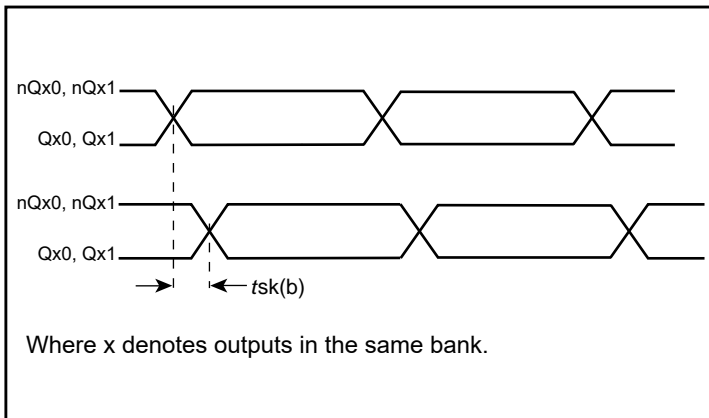 nQx0, nQx1
Qx0, Qx1
nQx0, nQx1
Qx0, Qx1
tsk(b)
Where x denotes outputs in the same bank.